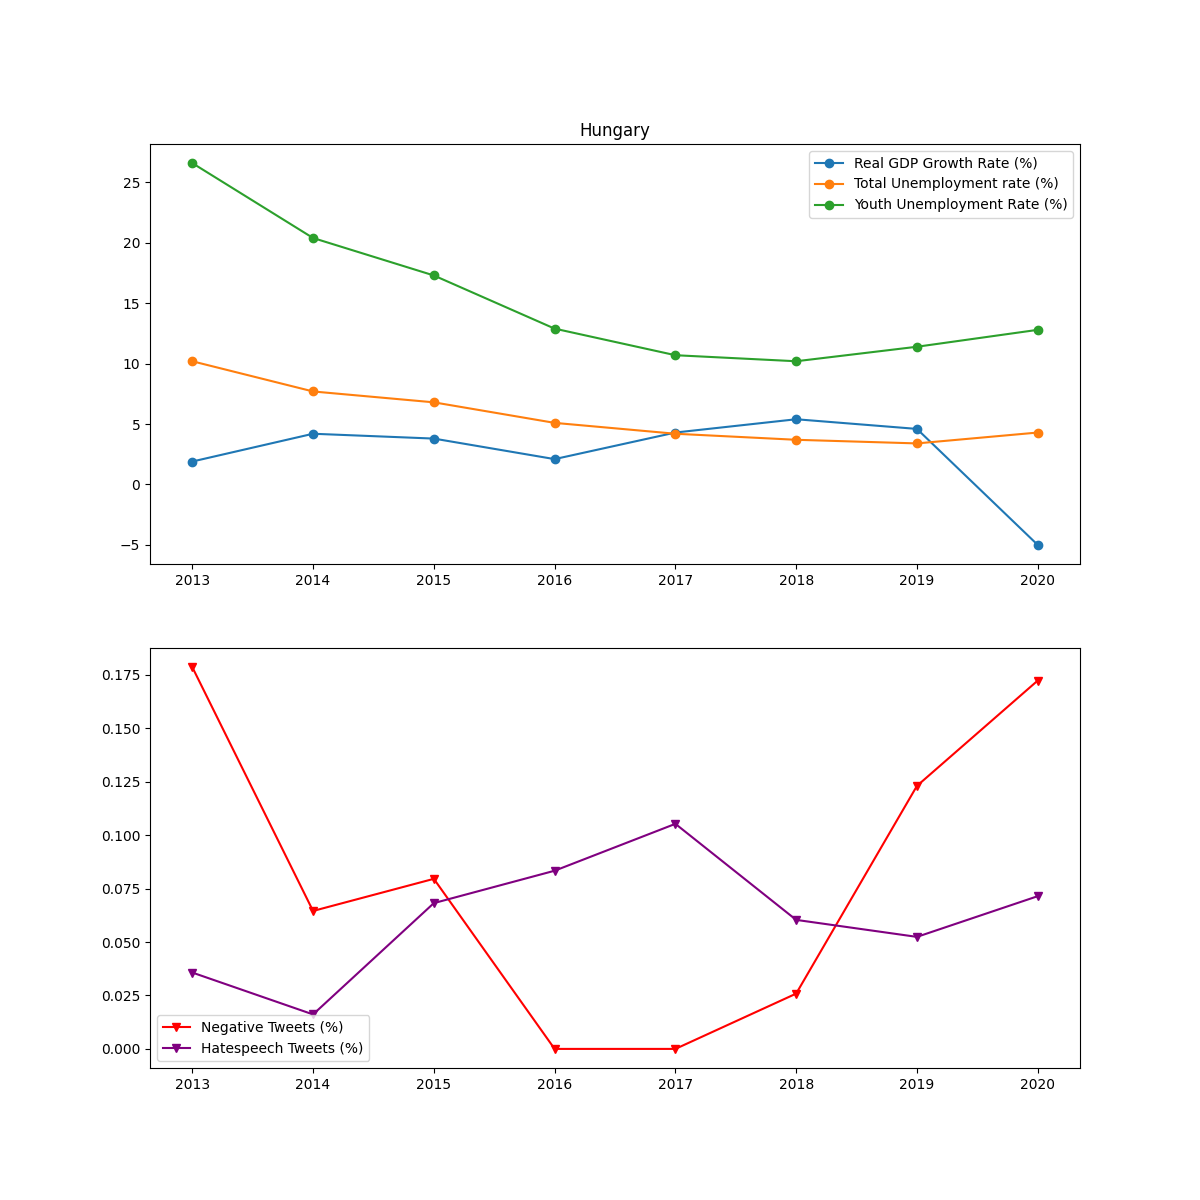 Hungary
Real GDP Growth Rate (%)
Total Unemployment rate (%)
Youth Unemployment Rate (%)
25
20
15
10
5
0
−5
2013 2014 2015 2016 2017 2018 2019 2020
0.175
0.150
0.125
0.100
0.075
0.050
0.025
0.000
Negative Tweets (%)
Hatespeech Tweets (%)
2013 2014 2015 2016 2017 2018 2019 2020